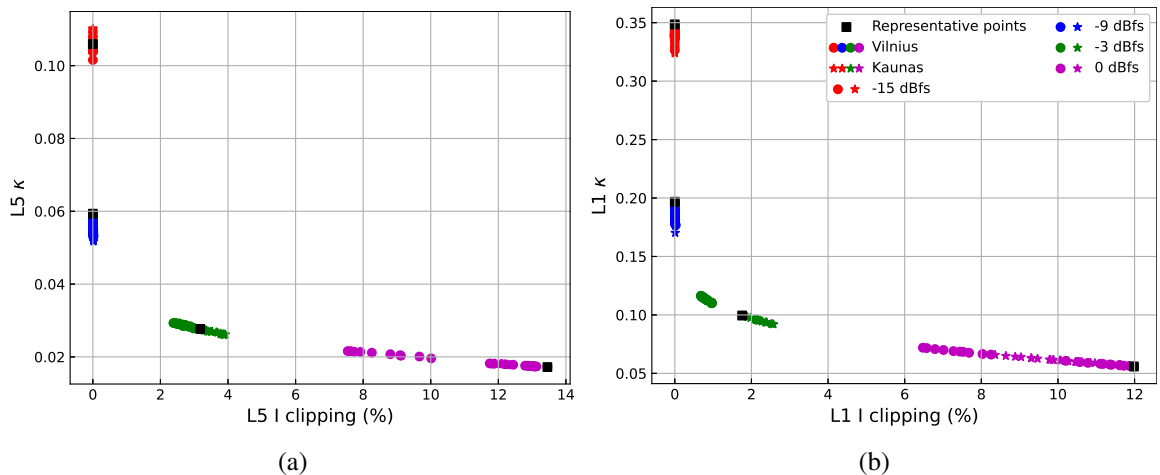 0.10
0.08
0.06
0.04
0.02
L5 κ
0 2 4 6 8 10 12 14
L5 I clipping (%)
(a)
0.35
0.30
0.25
0.20
0.15
0.10
0.05
L1 κ
Representative points
Vilnius
Kaunas
-15 dBfs
-9 dBfs
-3 dBfs
0 dBfs
0 2 4 6 8 10 12
L1 I clipping (%)
(b)